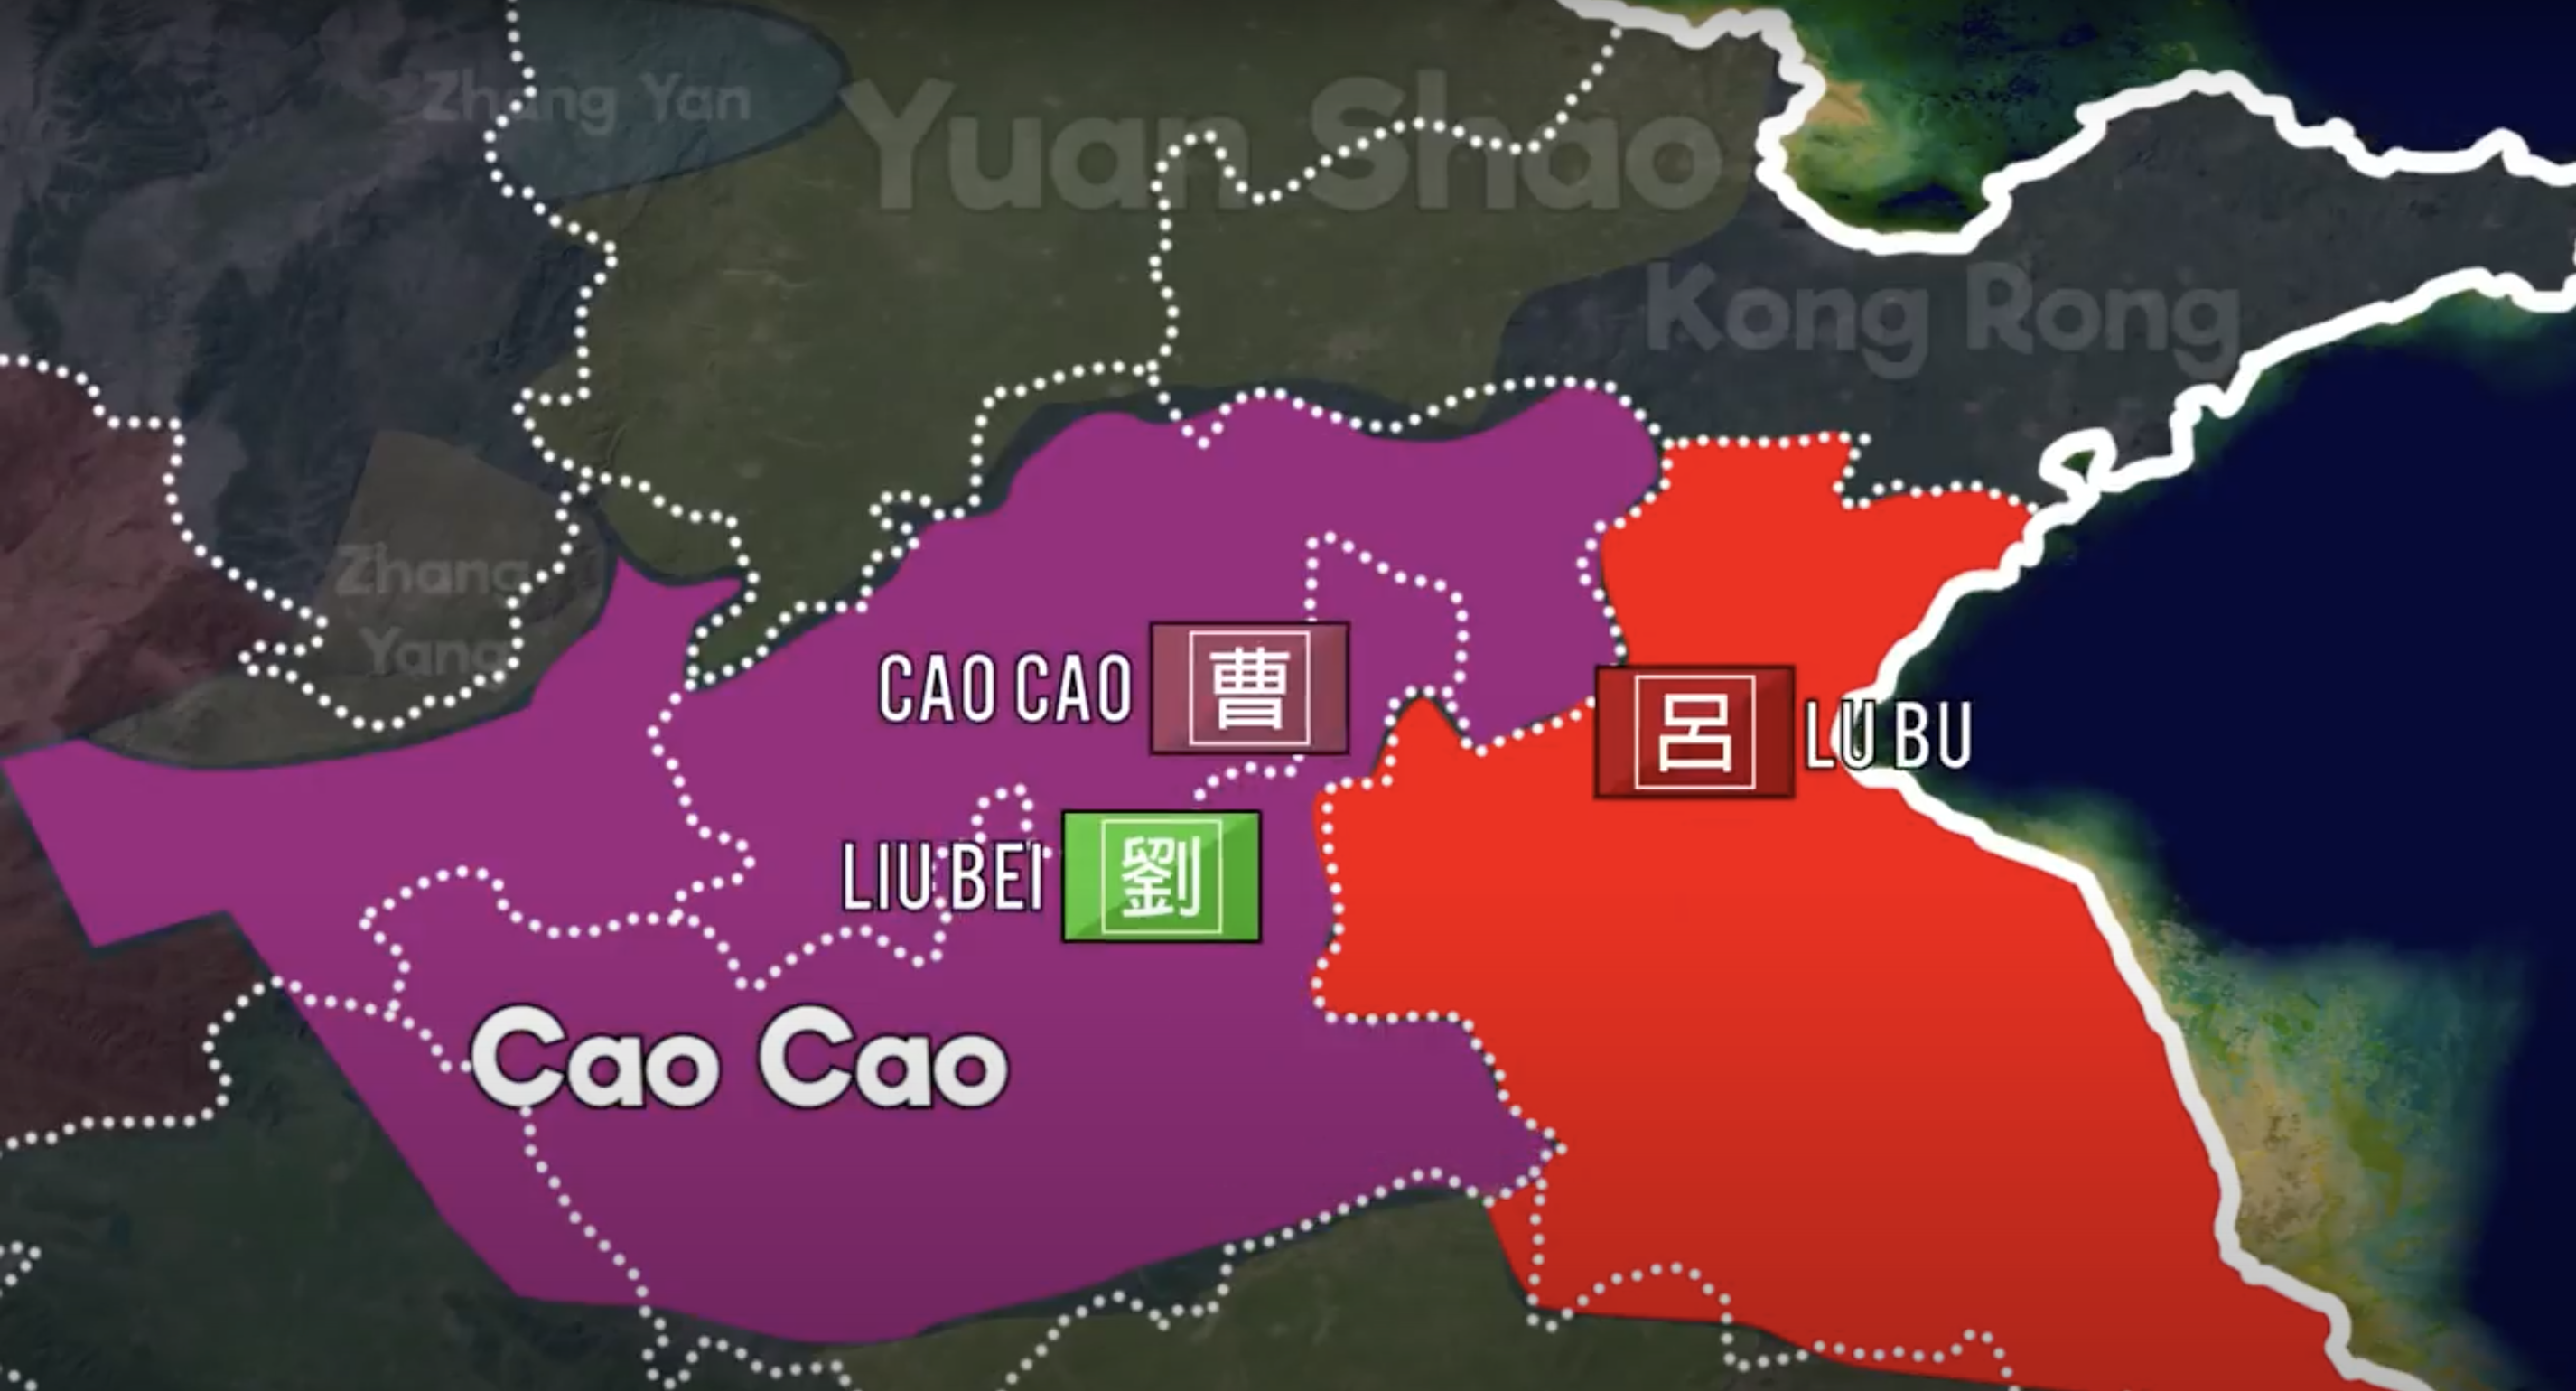 Zhang Yan
Yuan Shao
Kong Rong
Zhang
Yang
CAO CAO 曹
呂 LU BU
LIU BEI 劉
Cao Cao